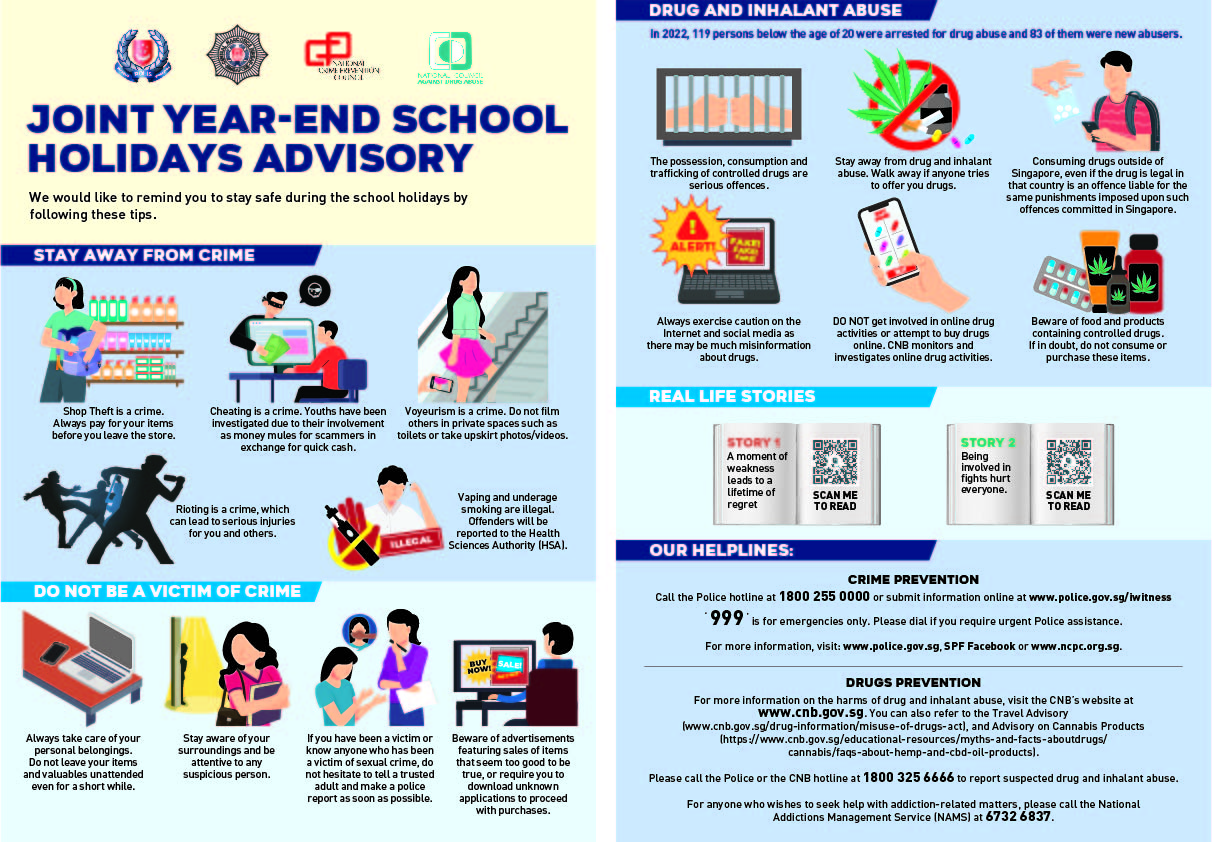 NATIONAL
CRIME PREVENTION
COUNCIL
NATIONAL COUNCIL
AGAINST DRUG ABUSE
JOINT YEAR-END SCHOOL
HOLIDAYS ADVISORY
We would like to remind you to stay safe during the school holidays by
following these tips.
STAY AWAY FROM CRIME
Shop Theft is a crime.
Always pay for your items
before you leave the store.
Cheating is a crime. Youths have been
investigated due to their involvement
as money mules for scammers in
exchange for quick cash.
Voyeurism is a crime. Do not film
others in private spaces such as
toilets or take upskirt photos/videos.
Rioting is a crime, which
can lead to serious injuries
for you and others.
ILLEGAL
Vaping and underage
smoking are illegal.
Offenders will be
reported to the Health
Sciences Authority (HSA).
DO NOT BE A VICTIM OF CRIME
BUY
NOW!
SALE!
Always take care of your
personal belongings.
Do not leave your items
and valuables unattended
even for a short while.
Stay aware of your
surroundings and be
attentive to any
suspicious person.
If you have been a victim or
know anyone who has been
a victim of sexual crime, do
not hesitate to tell a trusted
adult and make a police
report as soon as possible.
Beware of advertisements
featuring sales of items
that seem too good to be
true, or require you to
download unknown
applications to proceed
with purchases.
DRUG AND INHALANT ABUSE
In 2022, 119 persons below the age of 20 were arrested for drug abuse and 83 of them were new abusers.
The possession, consumption and
trafficking of controlled drugs are
serious offences.
Stay away from drug and inhalant
abuse. Walk away if anyone tries
to offer you drugs.
Consuming drugs outside of
Singapore, even if the drug is legal in
that country is an offence liable for the
same punishments imposed upon such
offences committed in Singapore.
ALERT!
FAKE!
FAKE!
FAKE!
Always exercise caution on the
Internet and social media as
there may be much misinformation
about drugs.
DO NOT get involved in online drug
activities or attempt to buy drugs
online. CNB monitors and
investigates online drug activities.
Beware of food and products
containing controlled drugs.
If in doubt, do not consume or
purchase these items.
REAL LIFE STORIES
STORY 1
A moment of
weakness
leads to a
lifetime of
regret
SCAN ME
TO READ
STORY 2
Being
involved in
fights hurt
everyone.
SCAN ME
TO READ
OUR HELPLINES:
CRIME PREVENTION
Call the Police hotline at 1800 255 0000 or submit information online at www.police.gov.sg/iwitness
'999' is for emergencies only. Please dial if you require urgent Police assistance.
For more information, visit: www.police.gov.sg, SPF Facebook or www.ncpc.org.sg.
DRUGS PREVENTION
For more information on the harms of drug and inhalant abuse, visit the CNB's website at
www.cnb.gov.sg. You can also refer to the Travel Advisory
(www.cnb.gov.sg/drug-information/misuse-of-drugs-act), and Advisory on Cannabis Products
(https://www.cnb.gov.sg/educational-resources/myths-and-facts-aboutdrugs/
cannabis/faqs-about-hemp-and-cbd-oil-products).
Please call the Police or the CNB hotline at 1800 325 6666 to report suspected drug and inhalant abuse.
For anyone who wishes to seek help with addiction-related matters, please call the National
Addictions Management Service (NAMS) at 6732 6837.